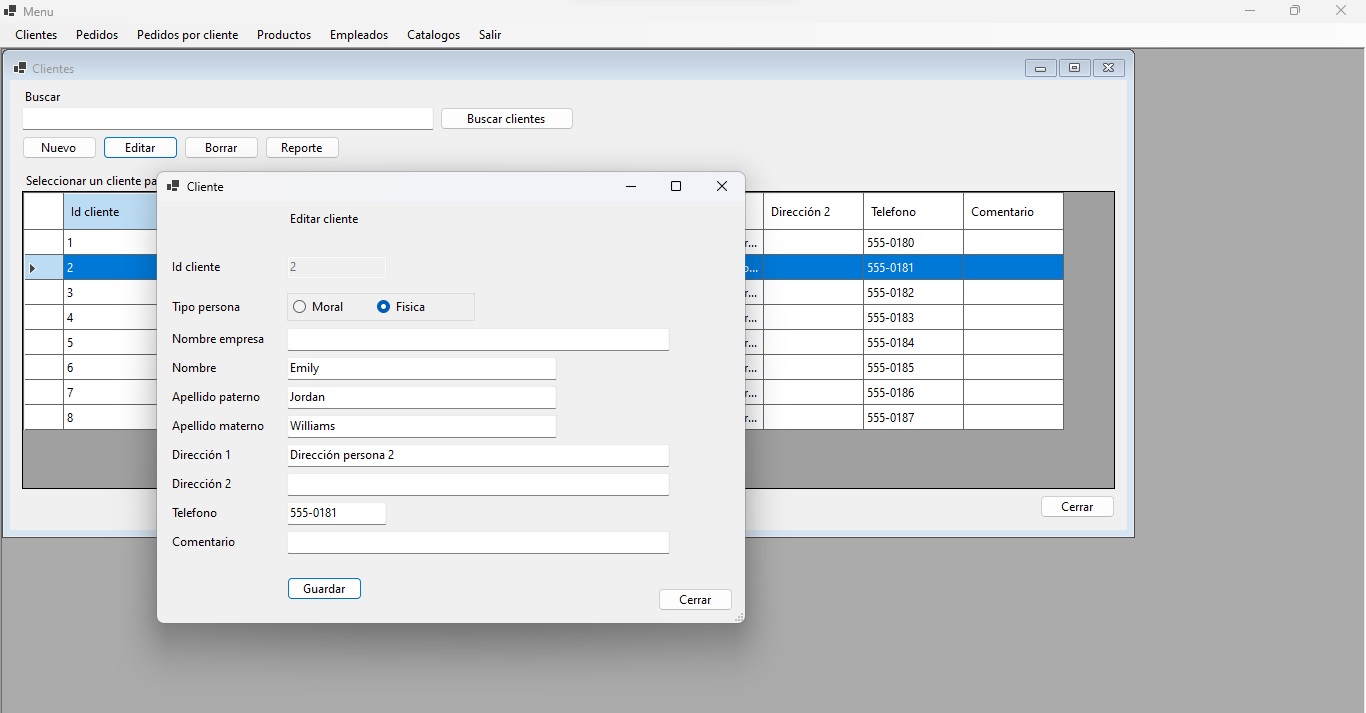 Menu
Clientes Pedidos Pedidos por cliente Productos Empleados Catalogos Salir
Clientes
Buscar
Buscar clientes
Nuevo Editar Borrar Reporte
Seleccionar un cliente
Id cliente Dirección 2 Telefono Comentario
1 555-0180
2 555-0181
3 555-0182
4 555-0183
5 555-0184
6 555-0185
7 555-0186
8 555-0187
Cerrar
Cliente
Editar cliente
Id cliente 2
Tipo persona Moral Fisica
Nombre empresa
Nombre Emily
Apellido paterno Jordan
Apellido materno Williams
Dirección 1 Dirección persona 2
Dirección 2
Telefono 555-0181
Comentario
Guardar
Cerrar